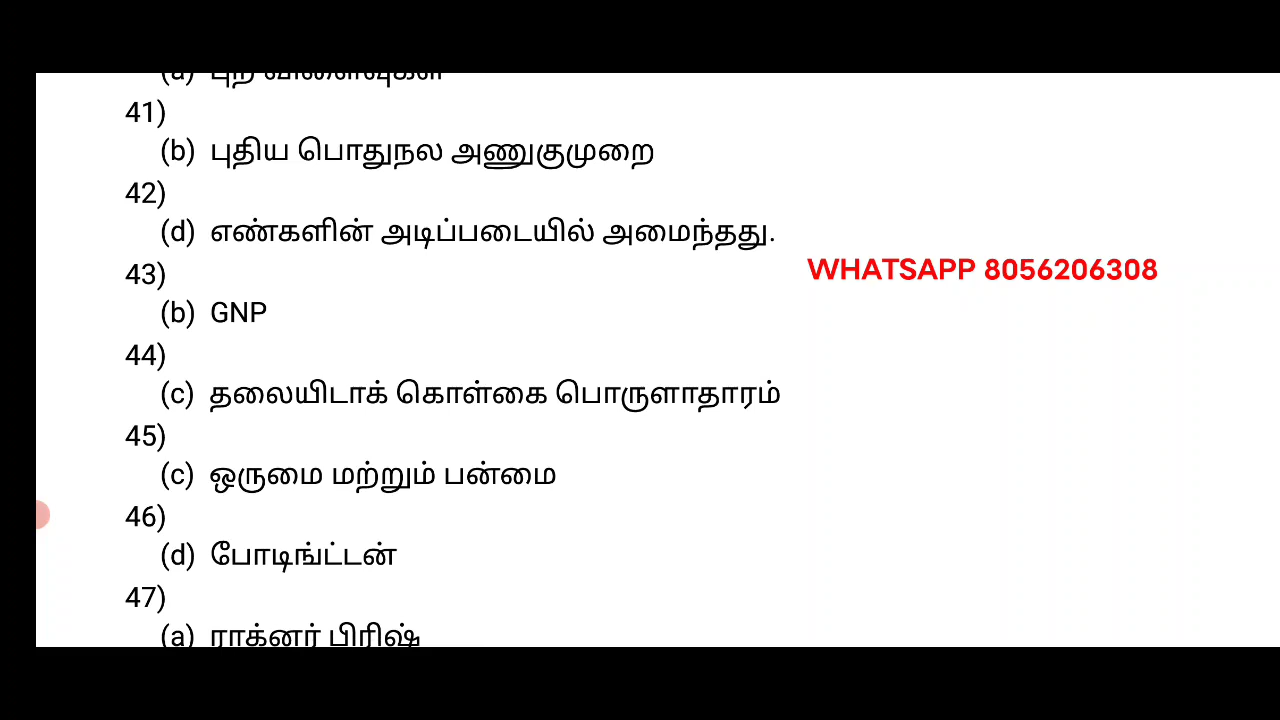 (a) புற விளைவுகள்
41)
(b) புதிய பொதுநல அணுகுமுறை
42)
(d) எண்களின் அடிப்படையில் அமைந்தது.
43)
WHATSAPP 8056206308
(b) GNP
44)
(c) தலையிடாக் கொள்கை பொருளாதாரம்
45)
(c) ஒருமை மற்றும் பன்மை
46)
(d) போடிங்ட்டன்
47)
(a) ராக்னர் பிரிஷ்